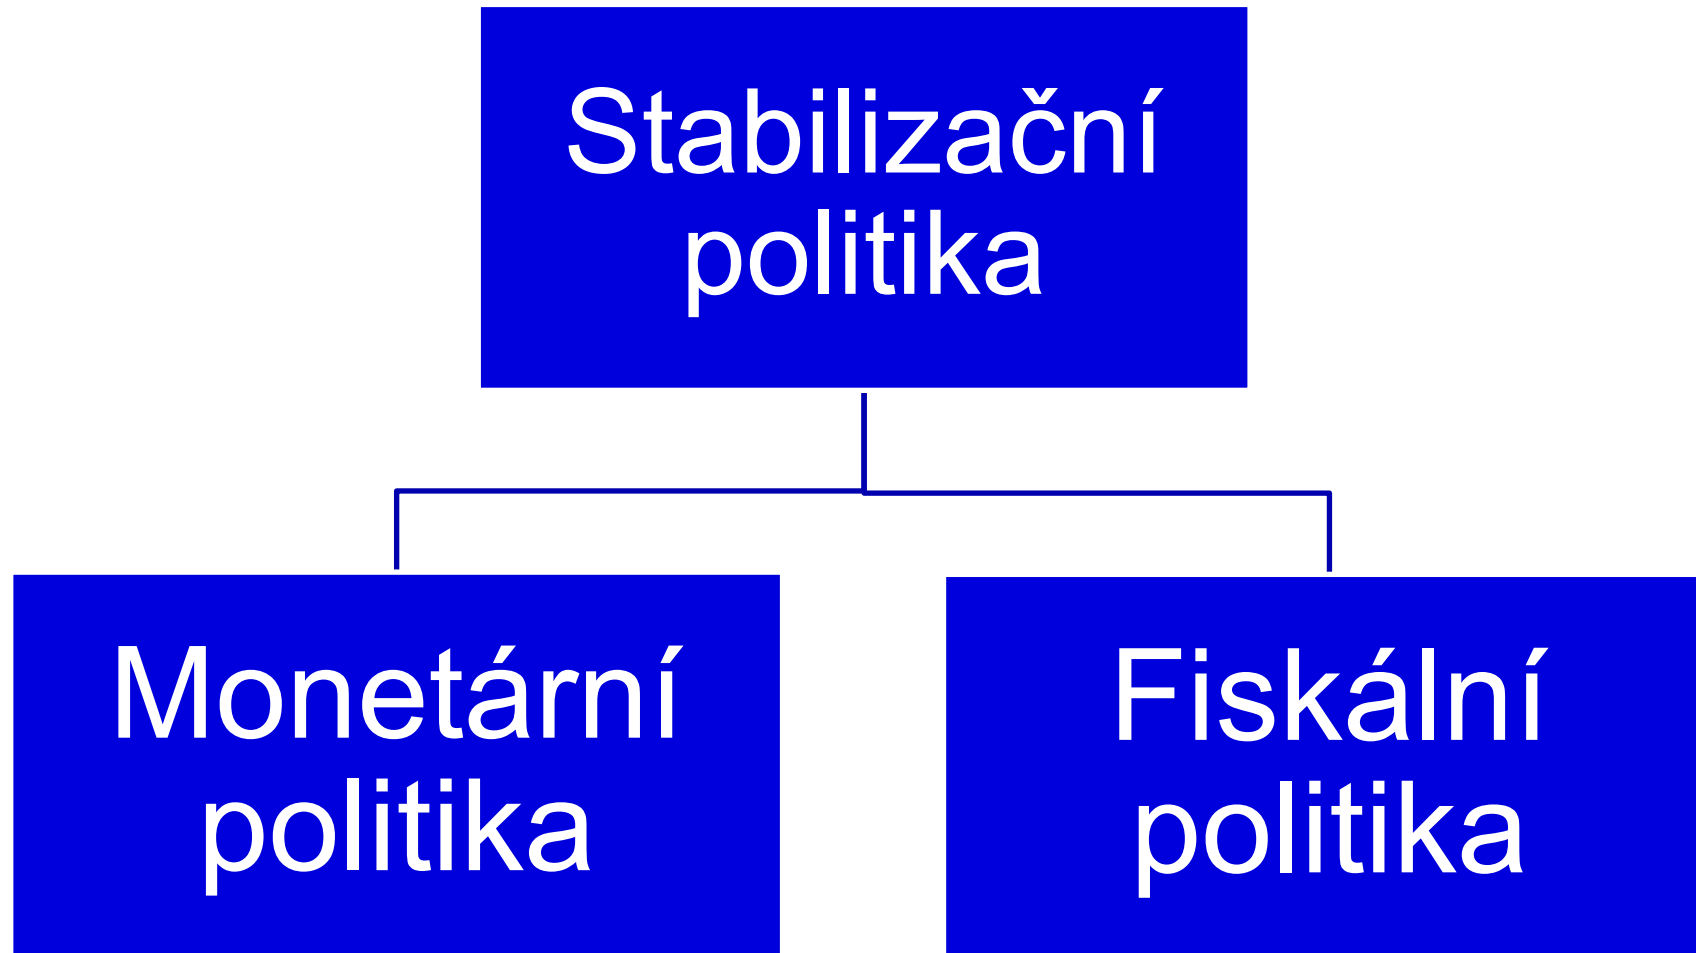 Stabilizační
politika
Monetární
politika
Fiskální
politika